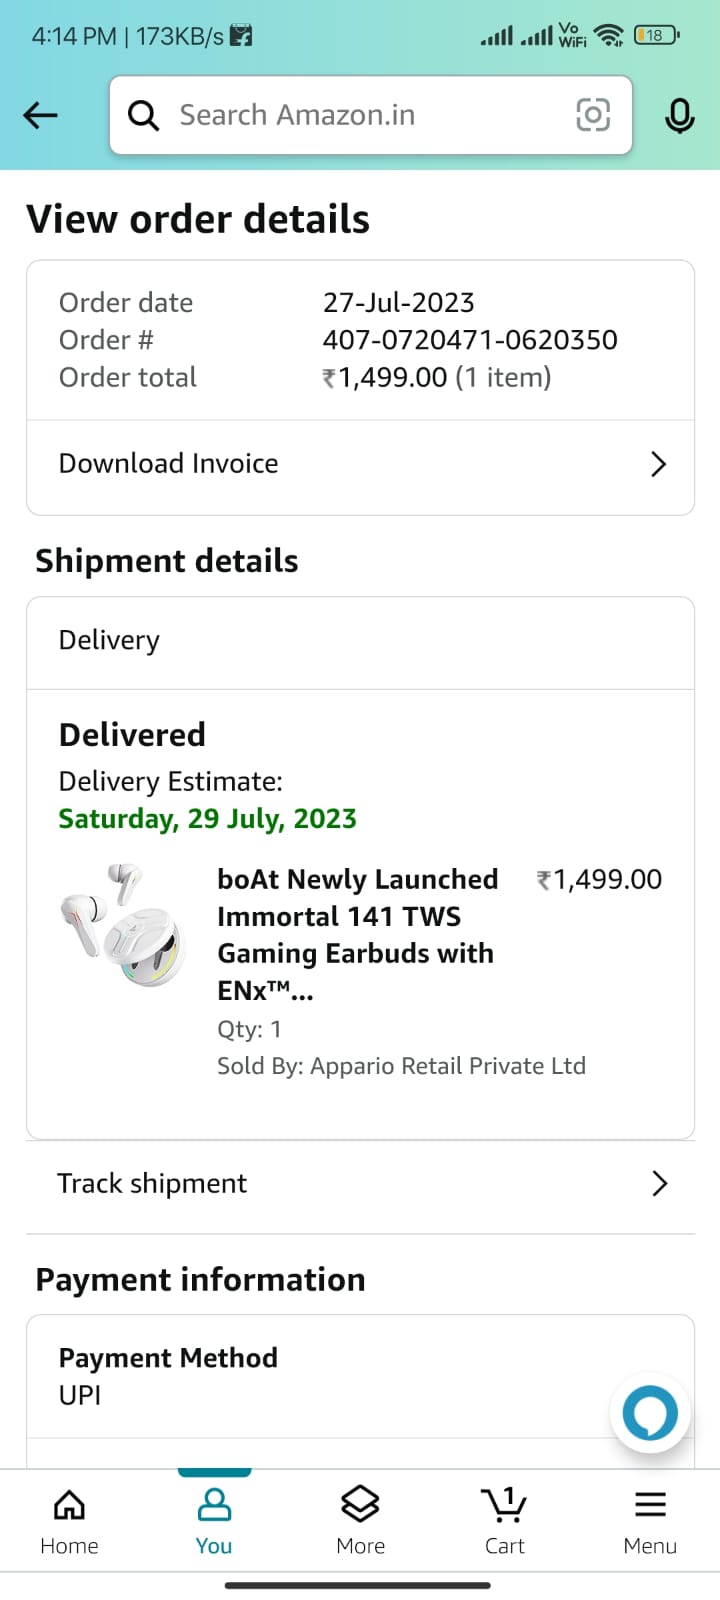 4:14 PM | 173KB/s
Vo
WiFi
18
Search Amazon.in
View order details
Order date 27-Jul-2023
Order # 407-0720471-0620350
Order total ₹1,499.00 (1 item)
Download Invoice
Shipment details
Delivery
Delivered
Delivery Estimate:
Saturday, 29 July, 2023
boAt Newly Launched ₹1,499.00
Immortal 141 TWS
Gaming Earbuds with
ENx™...
Qty: 1
Sold By: Appario Retail Private Ltd
Track shipment
Payment information
Payment Method
UPI
1
Home You More Cart Menu